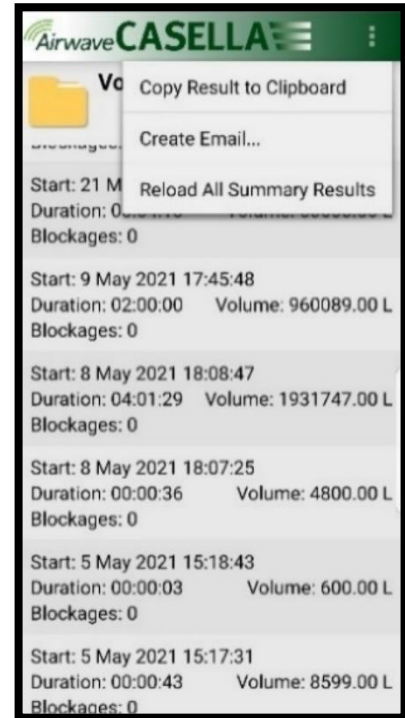 Airwave CASELLA
Vo
Copy Result to Clipboard
Create Email...
Reload All Summary Results
Start: 21 M
Duration:
Blockages: 0
Start: 9 May 2021 17:45:48
Duration: 02:00:00 Volume: 960089.00 L
Blockages: 0
Start: 8 May 2021 18:08:47
Duration: 04:01:29 Volume: 1931747.00 L
Blockages: 0
Start: 8 May 2021 18:07:25
Duration: 00:00:36 Volume: 4800.00 L
Blockages: 0
Start: 5 May 2021 15:18:43
Duration: 00:00:03 Volume: 600.00 L
Blockages: 0
Start: 5 May 2021 15:17:31
Duration: 00:00:43 Volume: 8599.00 L
Blockages: 0